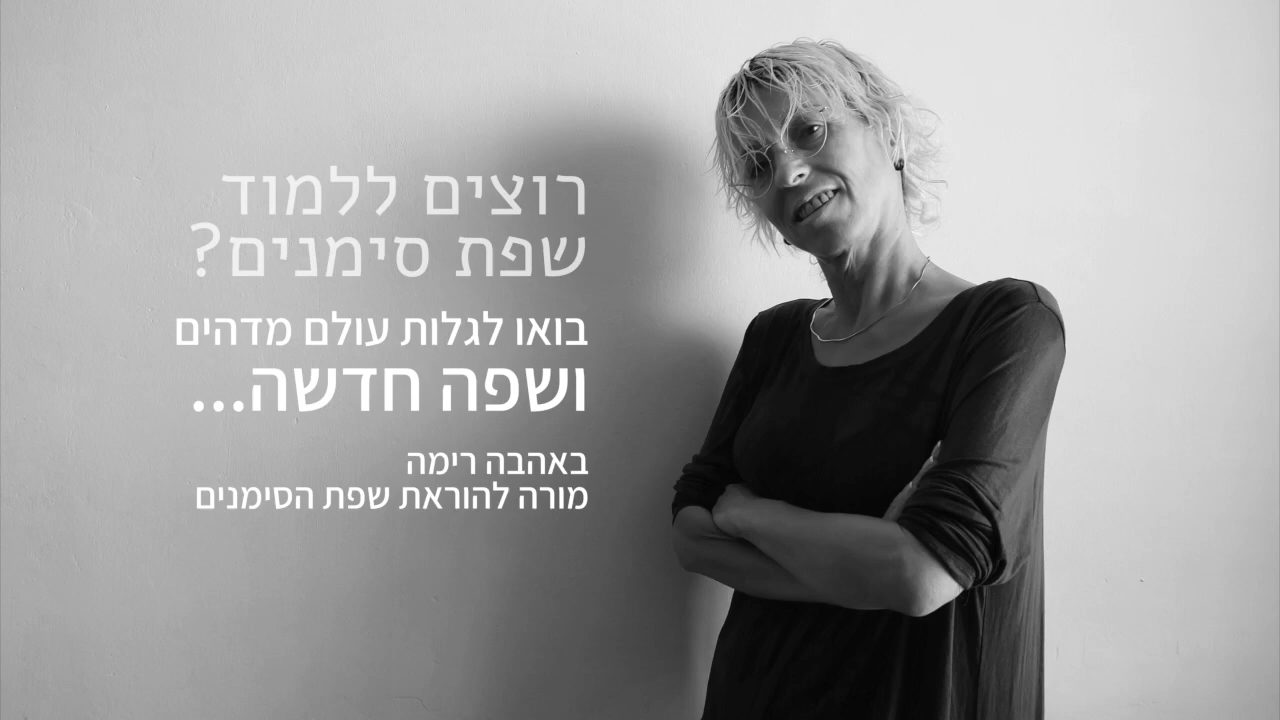 רוצים ללמוד
שפת סימנים?
בואו לגלות עולם מדהים
ושפה חדשה...
באהבה רימה
מורה להוראת שפת הסימנים